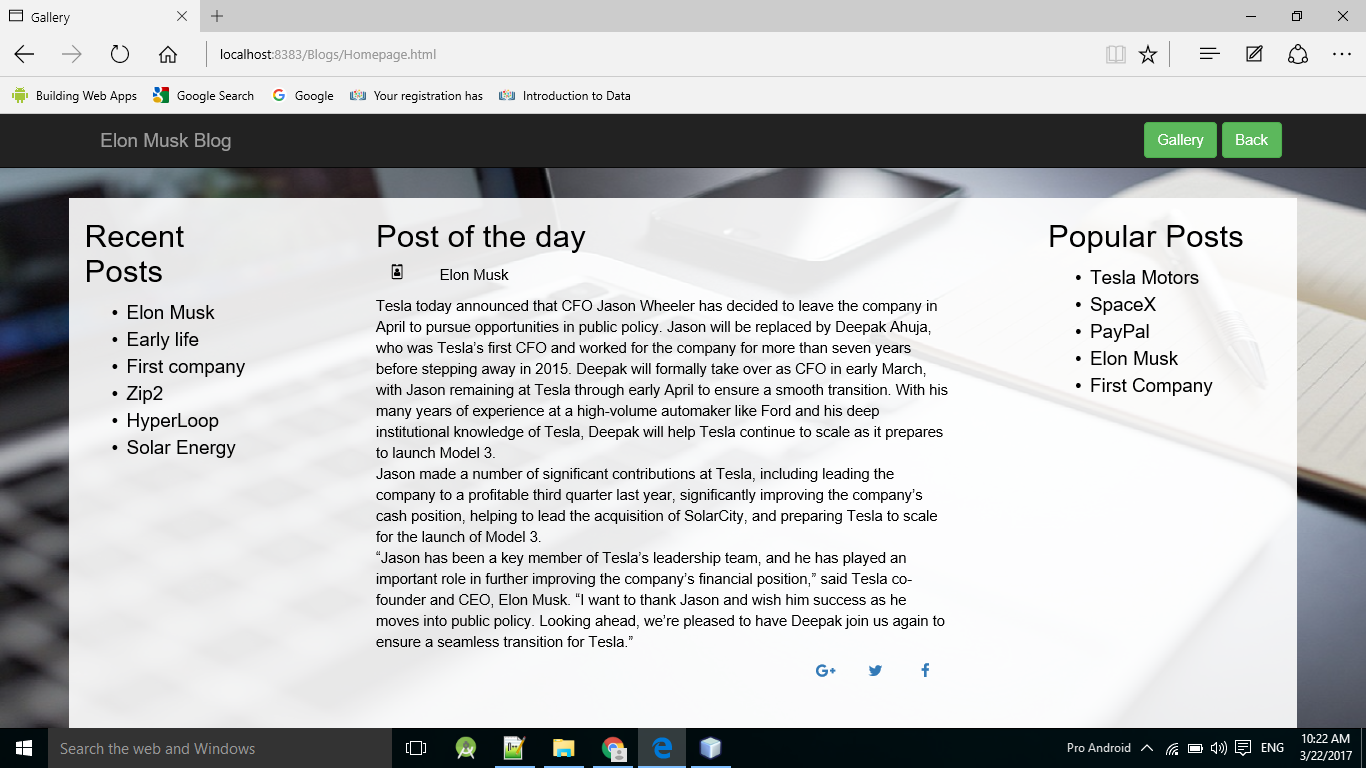 Gallery
localhost:8383/Blogs/Homepage.html
Building Web Apps
Google Search
Google
Your registration has
Introduction to Data
Elon Musk Blog
Gallery
Back
Recent
Posts
• Elon Musk
• Early life
• First company
• Zip2
• HyperLoop
• Solar Energy
Post of the day
Elon Musk
Tesla today announced that CFO Jason Wheeler has decided to leave the company in
April to pursue opportunities in public policy. Jason will be replaced by Deepak Ahuja,
who was Tesla’s first CFO and worked for the company for more than seven years
before stepping away in 2015. Deepak will formally take over as CFO in early March,
with Jason remaining at Tesla through early April to ensure a smooth transition. With his
many years of experience at a high-volume automaker like Ford and his deep
institutional knowledge of Tesla, Deepak will help Tesla continue to scale as it prepares
to launch Model 3.
Jason made a number of significant contributions at Tesla, including leading the
company to a profitable third quarter last year, significantly improving the company’s
cash position, helping to lead the acquisition of SolarCity, and preparing Tesla to scale
for the launch of Model 3.
“Jason has been a key member of Tesla’s leadership team, and he has played an
important role in further improving the company’s financial position,” said Tesla co-
founder and CEO, Elon Musk. “I want to thank Jason and wish him success as he
moves into public policy. Looking ahead, we’re pleased to have Deepak join us again to
ensure a seamless transition for Tesla.”
Popular Posts
• Tesla Motors
• SpaceX
• PayPal
• Elon Musk
• First Company
Search the web and Windows
Pro Android
ENG
10:22 AM
3/22/2017